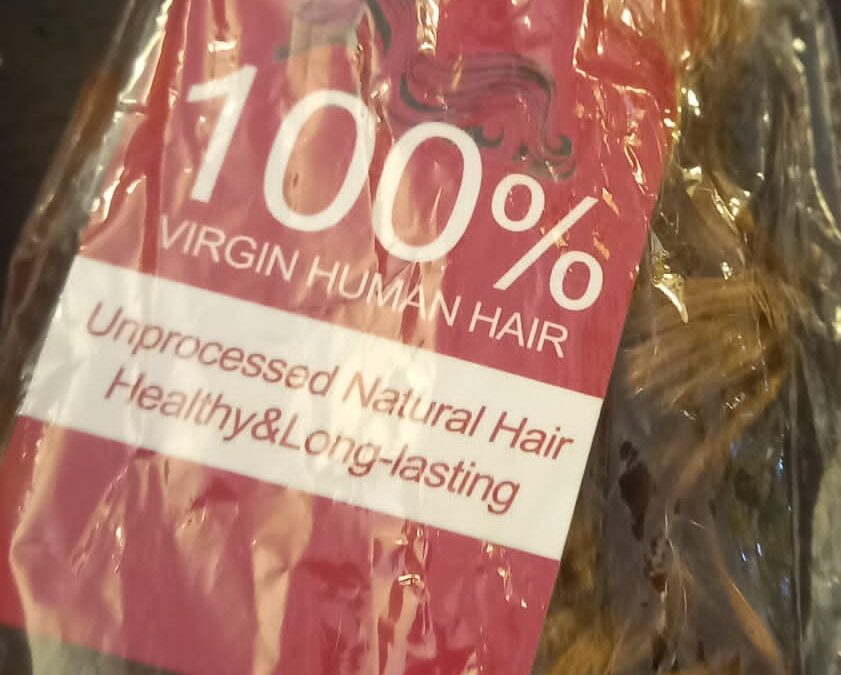 100%
VIRGIN HUMAN HAIR
Unprocessed Natural Hair
Healthy&Long-lasting